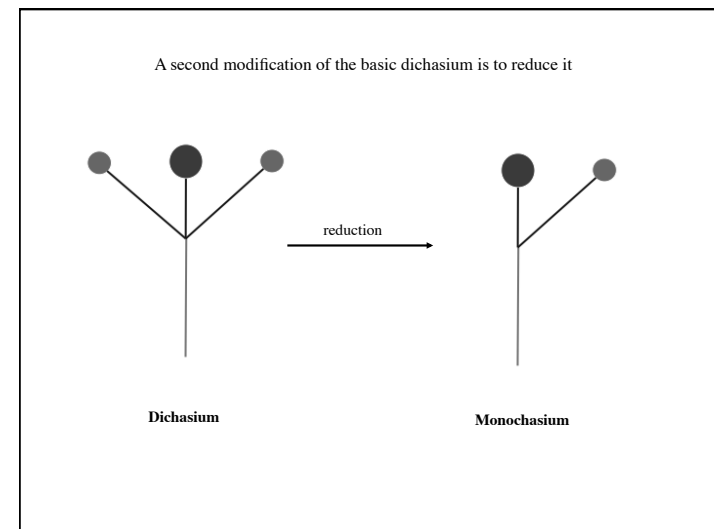 A second modification of the basic dichasium is to reduce it
reduction
Dichasium
Monochasium